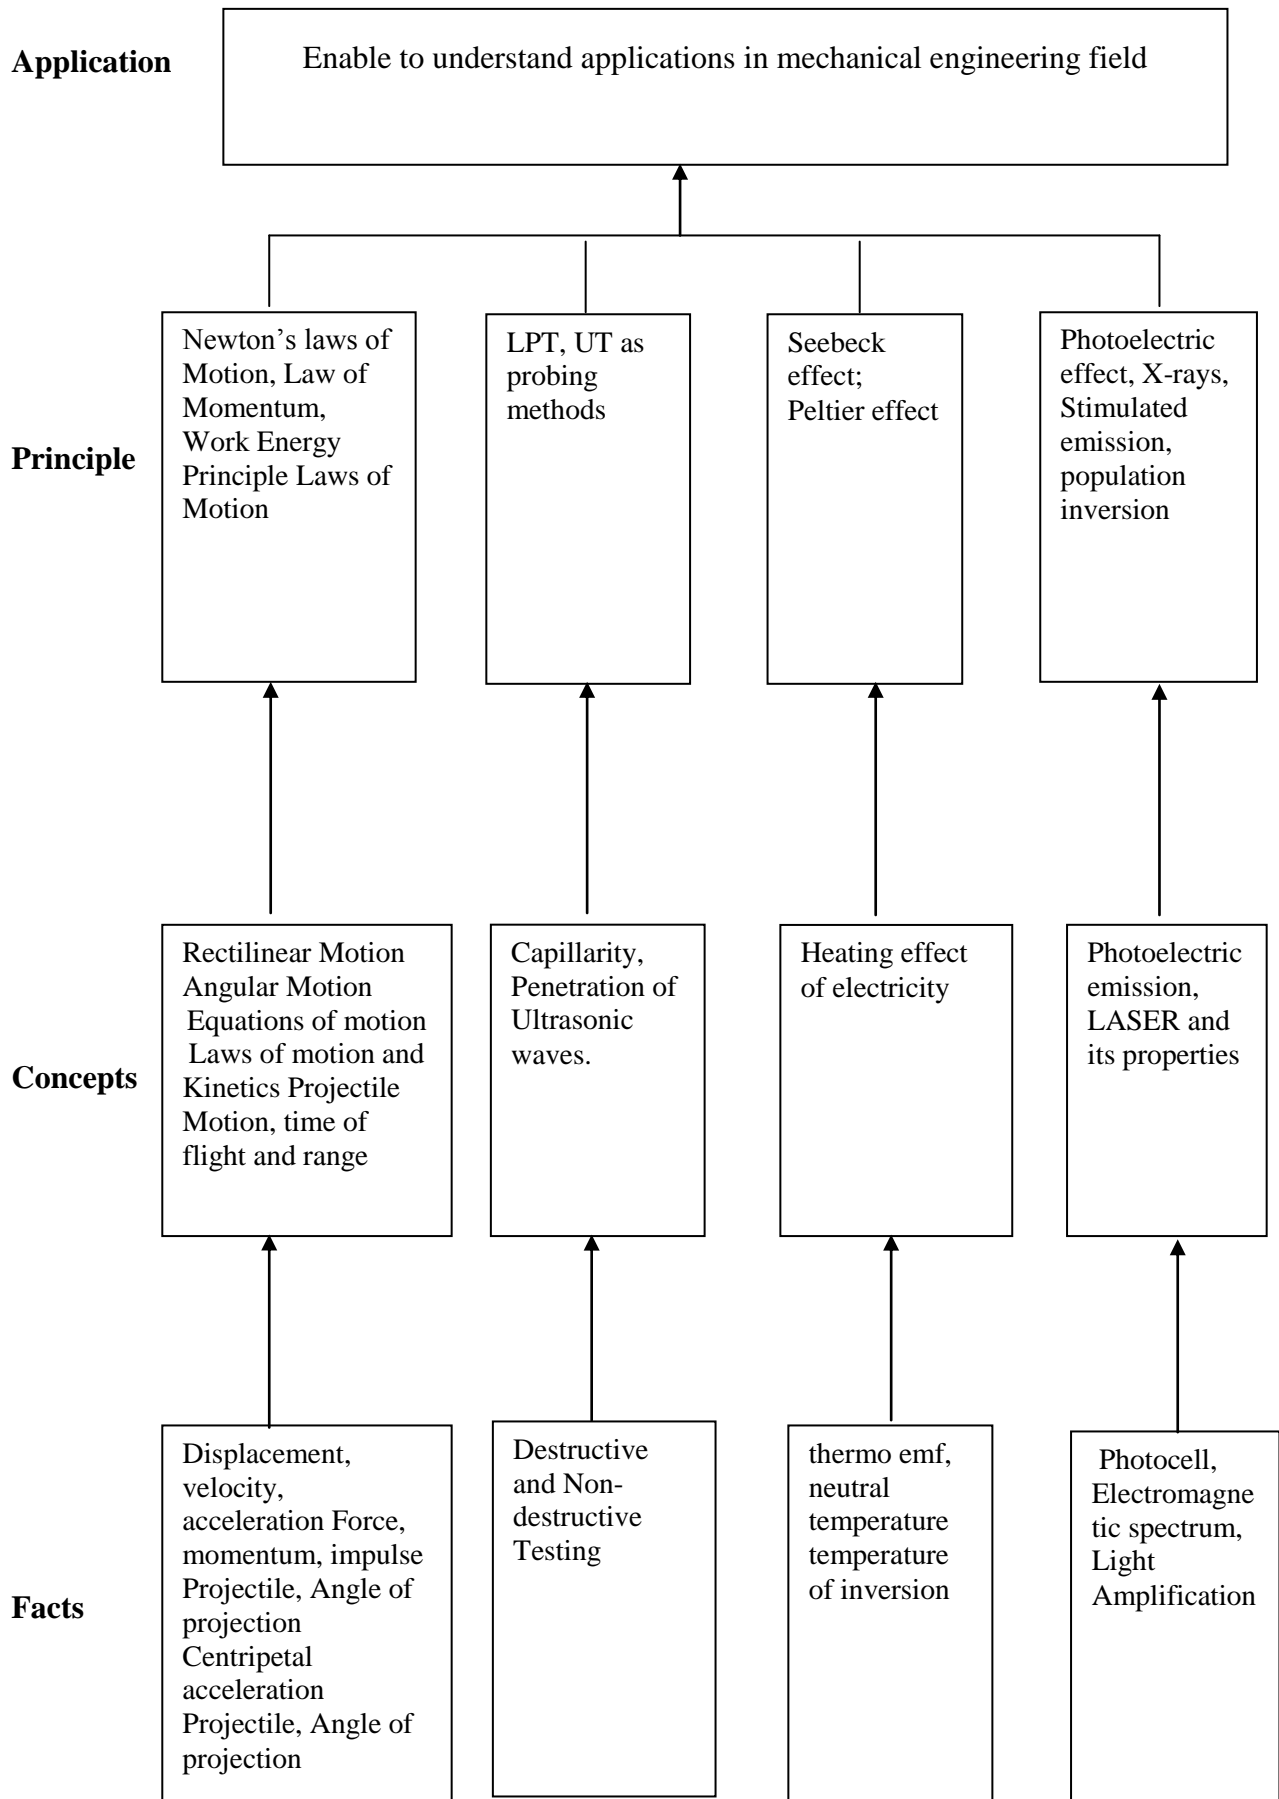 Application
Enable to understand applications in mechanical engineering field
Principle
Newton’s laws of
Motion, Law of
Momentum,
Work Energy
Principle Laws of
Motion
LPT, UT as
probing
methods
Seebeck
effect;
Peltier effect
Photoelectric
effect, X-rays,
Stimulated
emission,
population
inversion
Concepts
Rectilinear Motion
Angular Motion
Equations of motion
Laws of motion and
Kinetics Projectile
Motion, time of
flight and range
Capillarity,
Penetration of
Ultrasonic
waves.
Heating effect
of electricity
Photoelectric
emission,
LASER and
its properties
Facts
Displacement,
velocity,
acceleration Force,
momentum, impulse
Projectile, Angle of
projection
Centripetal
acceleration
Projectile, Angle of
projection
Destructive
and Non-
destructive
Testing
thermo emf,
neutral
temperature
temperature
of inversion
Photocell,
Electromagne
tic spectrum,
Light
Amplification